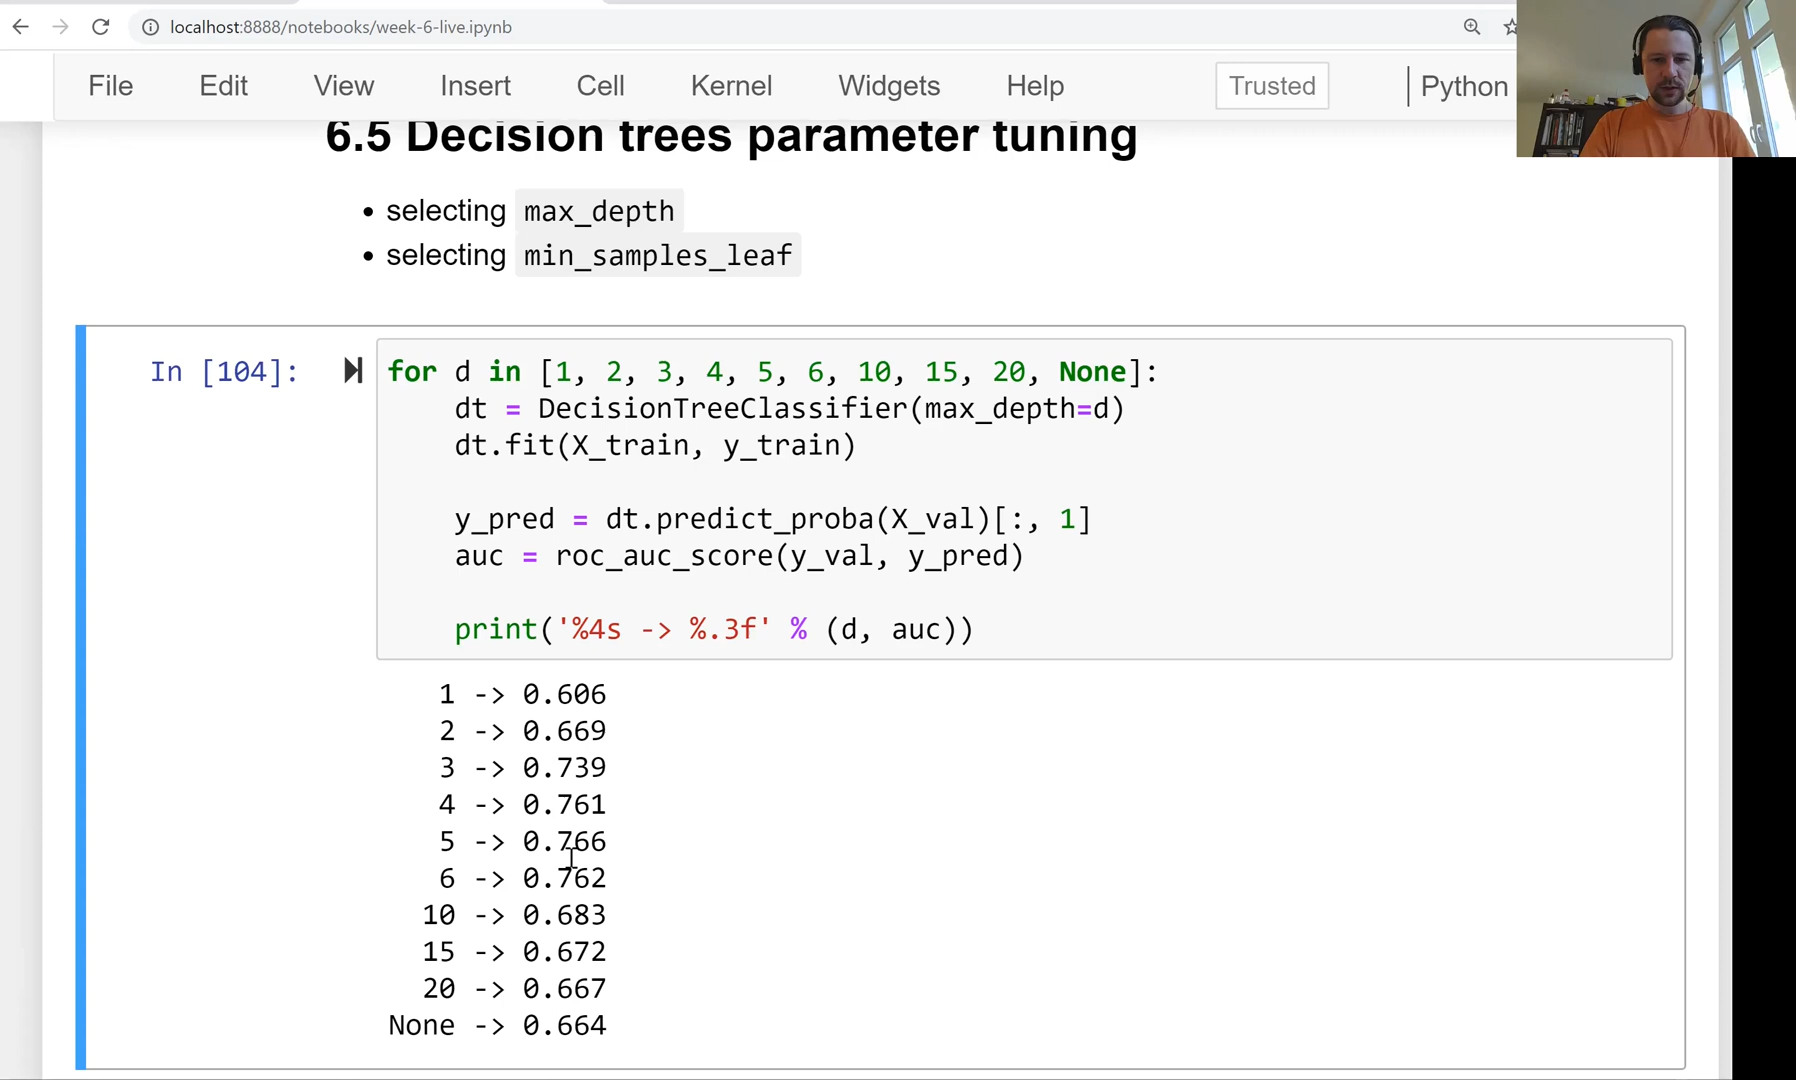 localhost:8888/notebooks/week-6-live.ipynb
File Edit View Insert Cell Kernel Widgets Help Trusted Python
6.5 Decision trees parameter tuning
• selecting max_depth
• selecting min_samples_leaf
In [104]:
for d in [1, 2, 3, 4, 5, 6, 10, 15, 20, None]:
    dt = DecisionTreeClassifier(max_depth=d)
    dt.fit(X_train, y_train)
    y_pred = dt.predict_proba(X_val)[:, 1]
    auc = roc_auc_score(y_val, y_pred)
    print('%4s -> %.3f' % (d, auc))
1 -> 0.606
2 -> 0.669
3 -> 0.739
4 -> 0.761
5 -> 0.766
6 -> 0.762
10 -> 0.683
15 -> 0.672
20 -> 0.667
None -> 0.664